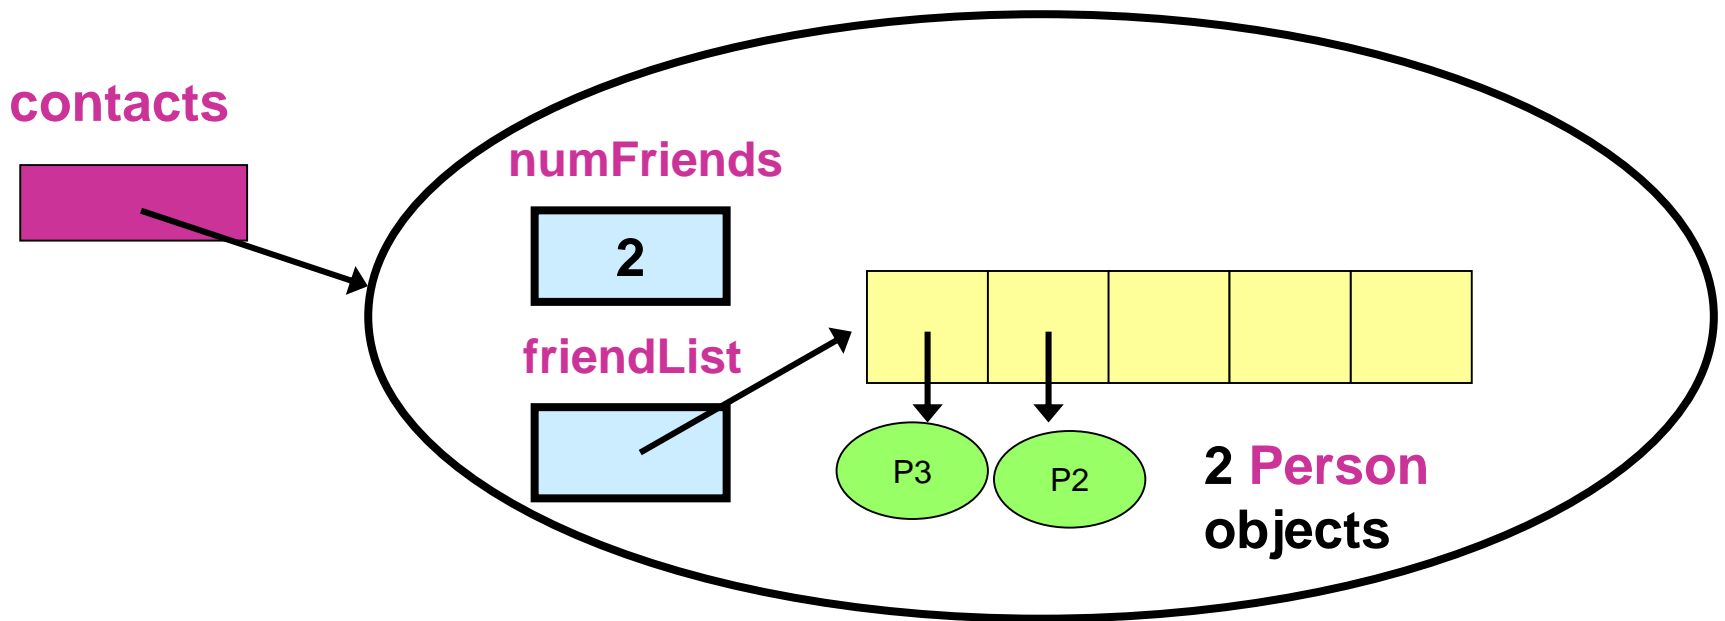 contacts
numFriends
2
friendList
P3
P2
2 Person
objects